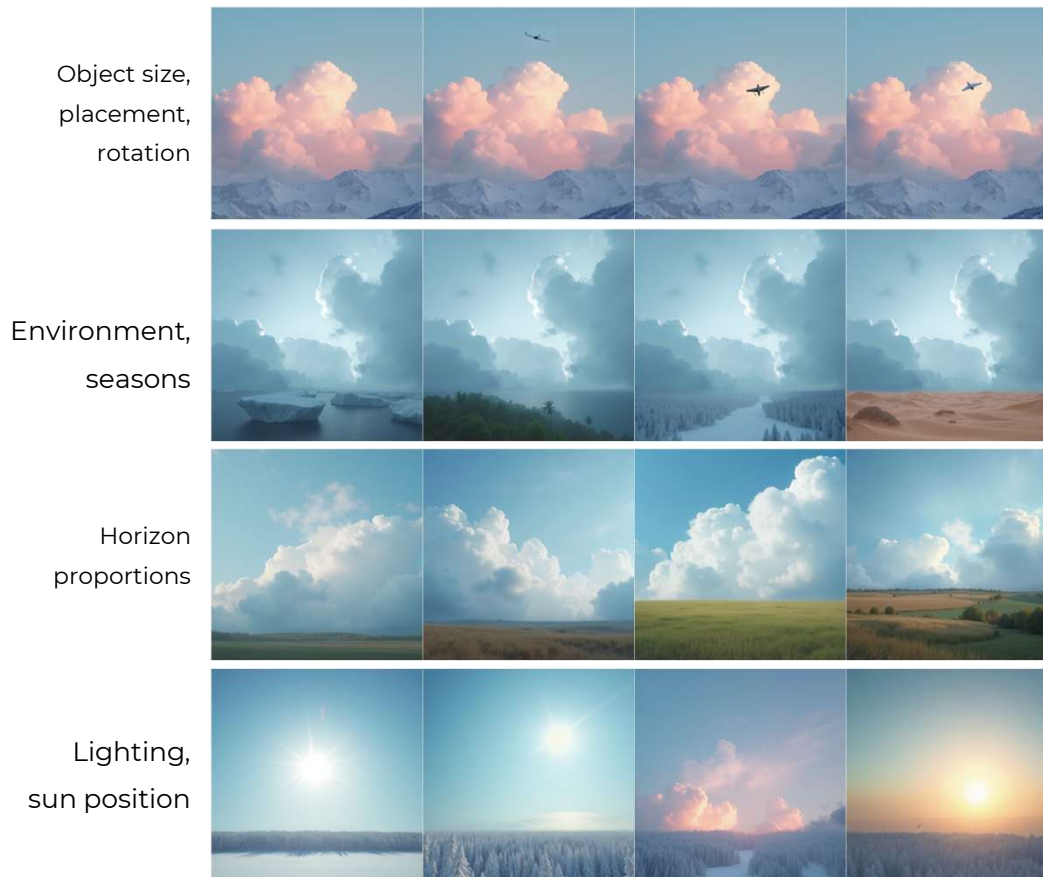 Object size,
placement,
rotation
Environment,
seasons
Horizon
proportions
Lighting,
sun position